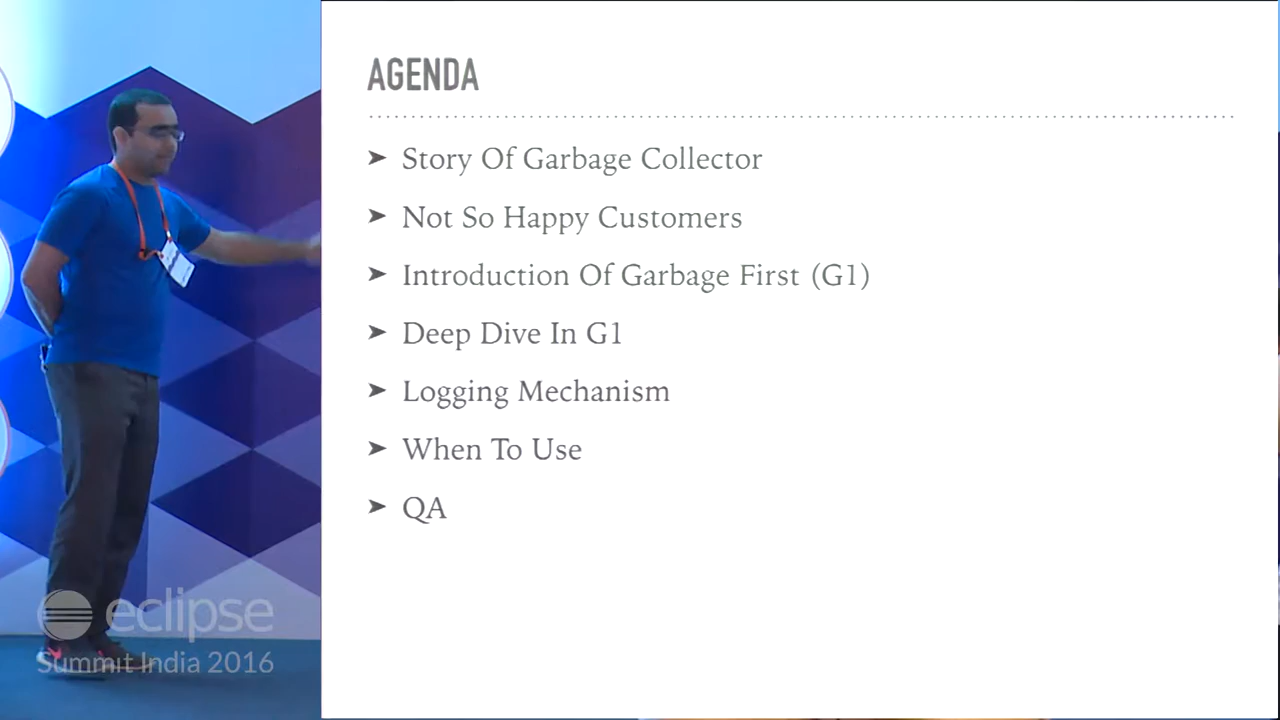 AGENDA
Story Of Garbage Collector
Not So Happy Customers
Introduction Of Garbage First (G1)
Deep Dive In G1
Logging Mechanism
When To Use
QA
eclipse
Summit India 2016